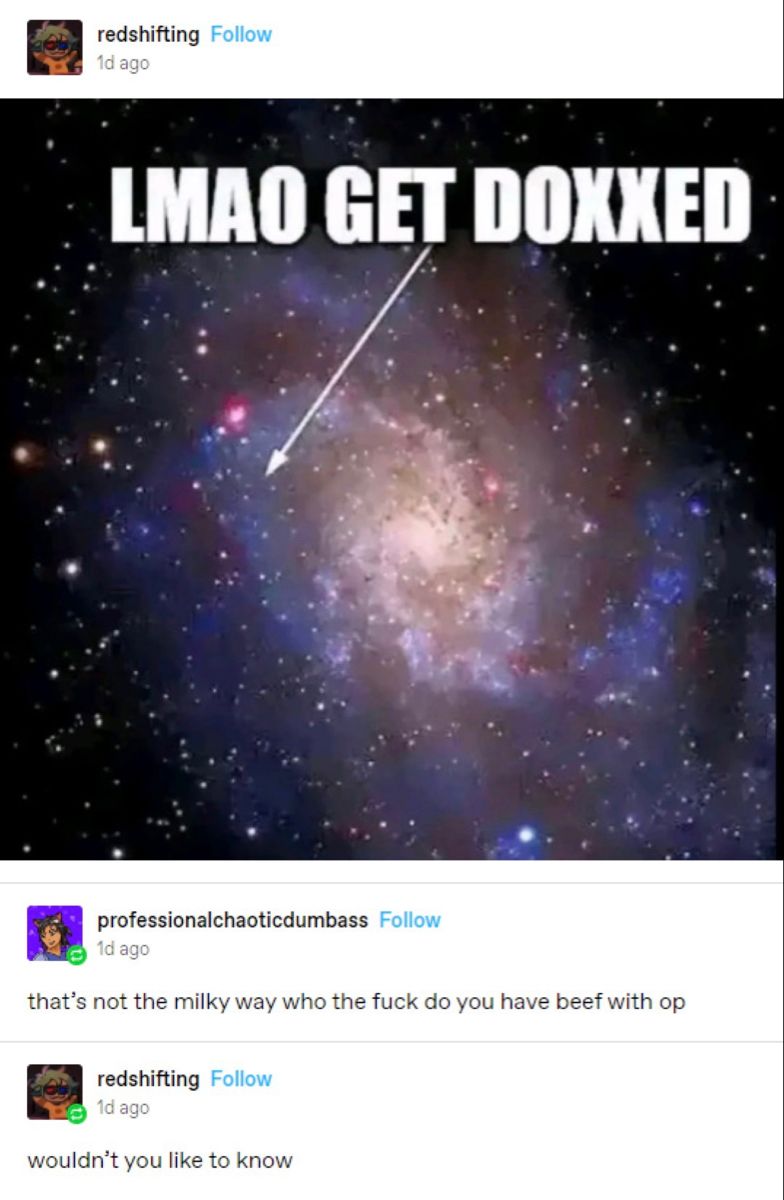 redshifting Follow
1d ago
LMAO GET DOXXED
professionalchaoticdumbass Follow
1d ago
that's not the milky way who the fuck do you have beef with op
redshifting Follow
1d ago
wouldn't you like to know